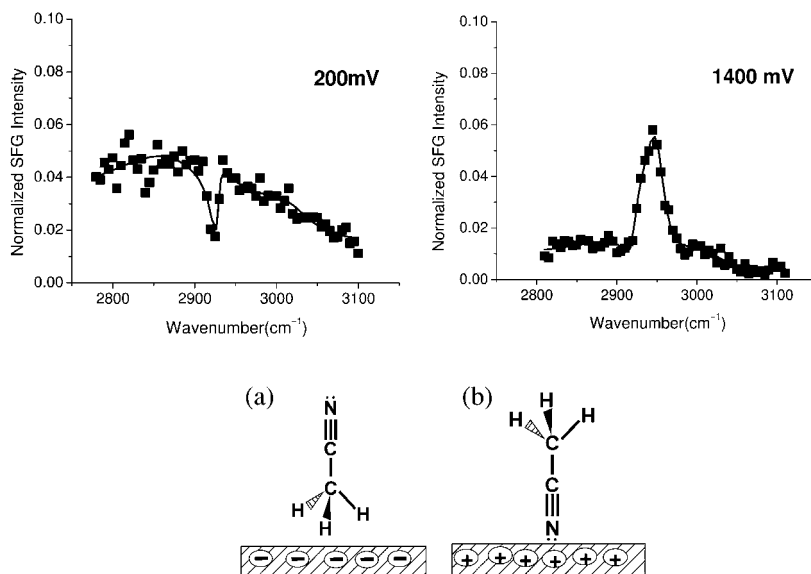 0.10
0.08
0.06
0.04
0.02
0.00
Normalized SFG Intensity
200mV
2800 2900 3000 3100
Wavenumber(cm⁻¹)
0.10
0.08
0.06
0.04
0.02
0.00
Normalized SFG Intensity
1400 mV
2800 2900 3000 3100
Wavenumber(cm⁻¹)
(a)
N
C
C
H H
H
− − − − −
(b)
H
H H
C
C
N
+ + + + + +